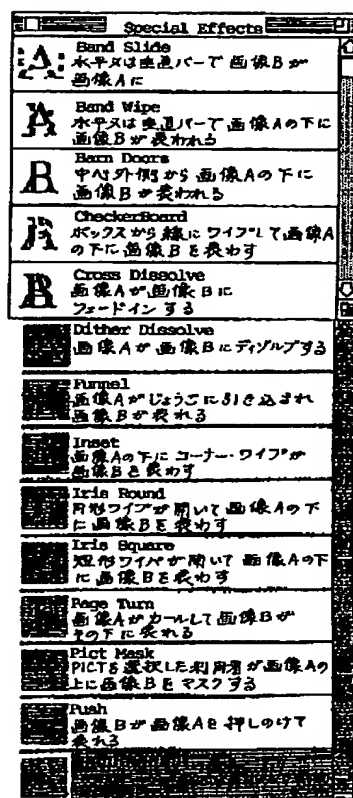 Special Effects
Band Slide
水平又は垂直バーで画像Bが
画像Aに
Band Wipe
水平又は垂直バーで画像Aの下に
画像Bが表われる
Barn Doors
中心外側から画像Aの下に
画像Bが表われる
CheckerBoard
ボックスから縁にワイプして画像A
の下に画像Bを表わす
Cross Dissolve
画像Aが画像Bに
フェードインする
Dither Dissolve
画像Aが画像Bにディゾルブする
Funnel
画像Aがじょうごに引き込まれ
画像Bが表れる
Inset
画像Aの下にコーナー・ワイプが
画像Bを表わす
Iris Round
円形ワイプが開いて画像Aの下
に画像Bを表わす
Iris Square
矩形ワイパが開いて画像Aの下
に画像Bを表わす
Page Turn
画像Aがカールして画像Bが
その下に表れる
Pict Mask
PICTを選択した利用者が画像Aの
上に画像Bをマスクする
Push
画像Bが画像Aを押しのけて
表れる